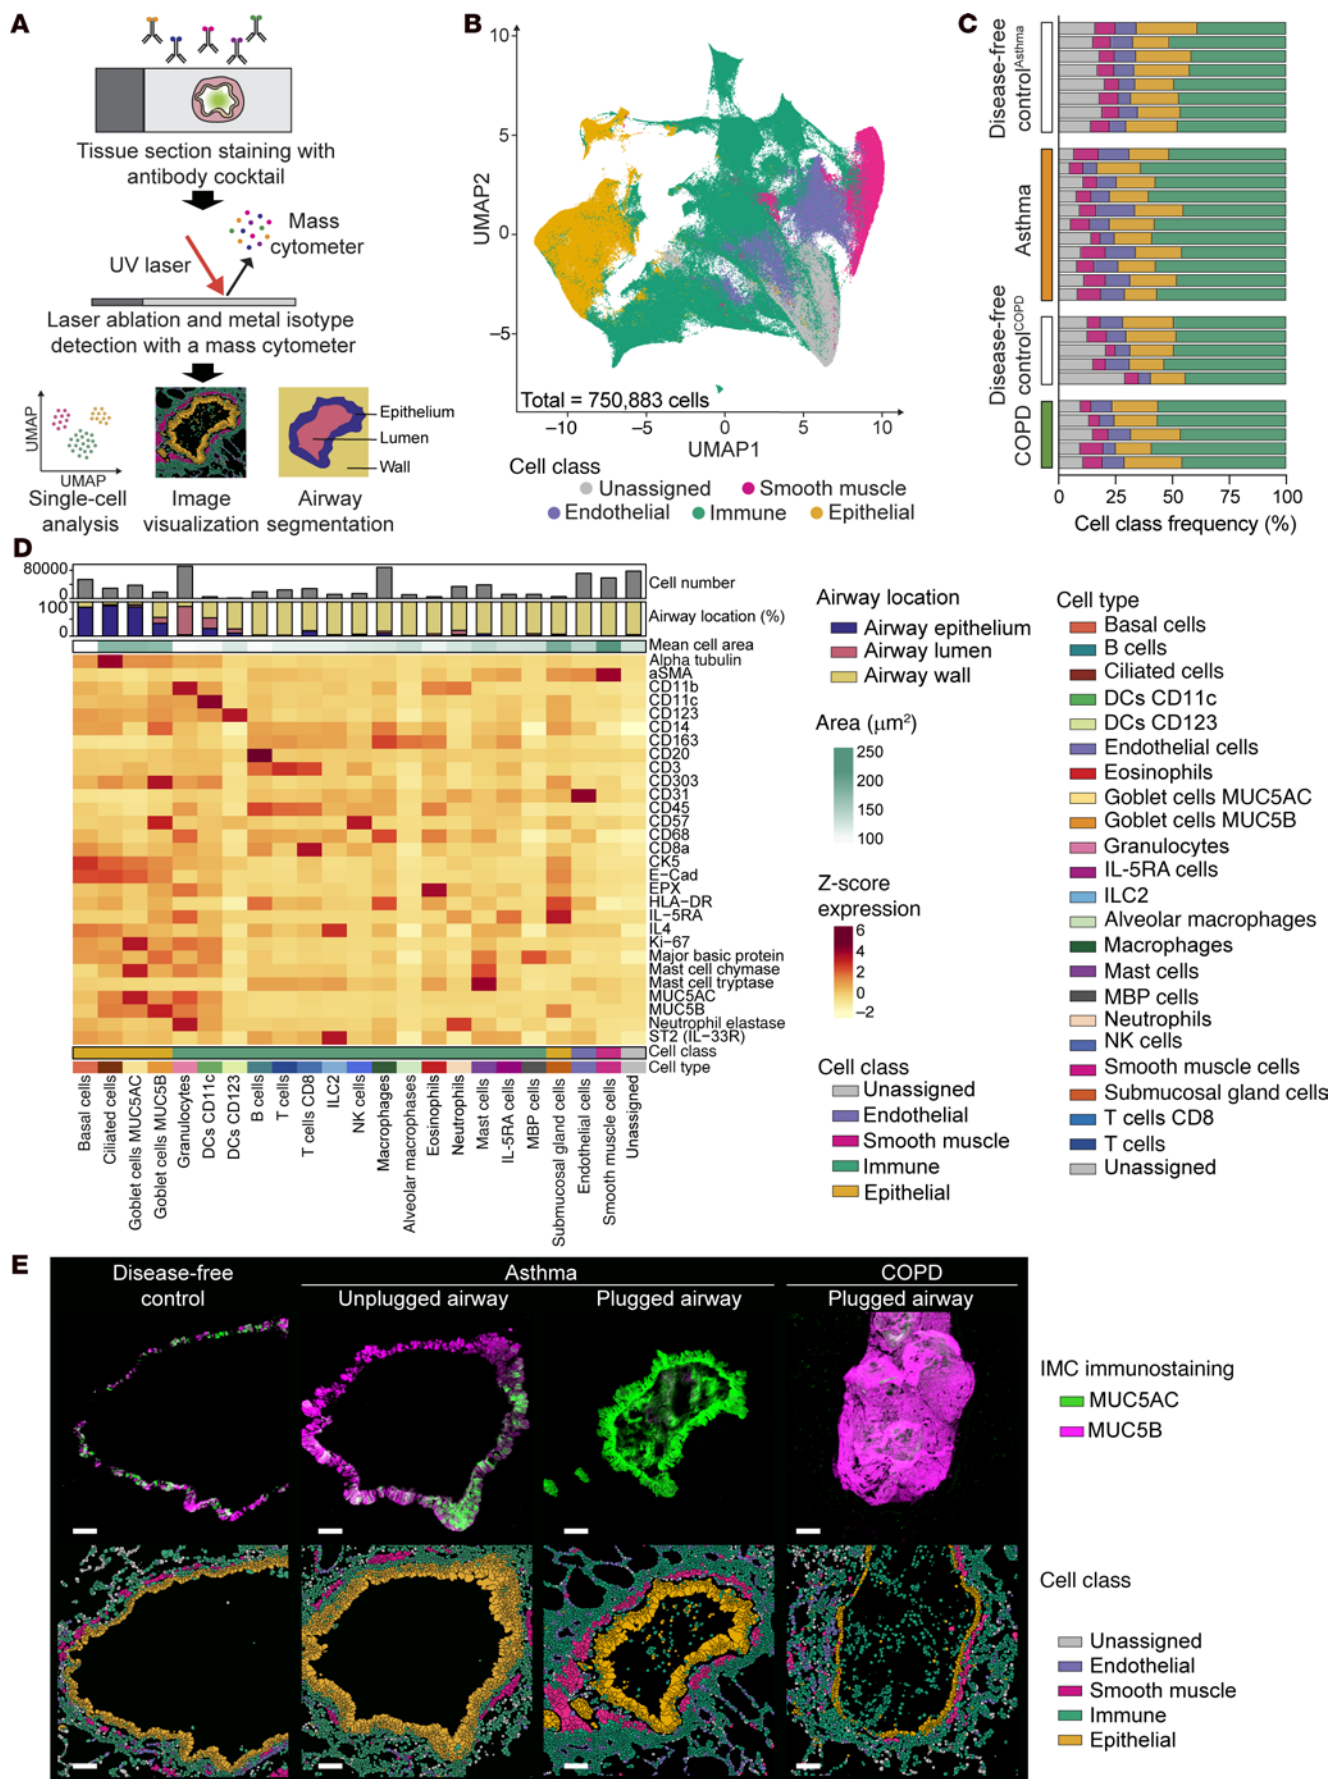 A
Tissue section staining with
antibody cocktail
Mass
cytometer
UV laser
Laser ablation and metal isotype
detection with a mass cytometer
UMAP
UMAP
Epithelium
Lumen
Wall
Single-cell
analysis
Image
visualization
Airway
segmentation
B
10
5
0
−5
UMAP2
Total = 750,883 cells
−10
−5
0
5
10
UMAP1
Cell class
Unassigned
Smooth muscle
Endothelial
Immune
Epithelial
C
Disease-free
control^Asthma
Asthma
Disease-free
control^COPD
COPD
0
25
50
75
100
Cell class frequency (%)
D
80000
0
Cell number
100
0
Airway location (%)
Mean cell area
Alpha tubulin
aSMA
CD11b
CD11c
CD123
CD14
CD163
CD20
CD3
CD303
CD31
CD45
CD57
CD68
CD8a
CK5
E−Cad
EPX
HLA−DR
IL−5RA
IL4
Ki−67
Major basic protein
Mast cell chymase
Mast cell tryptase
MUC5AC
MUC5B
Neutrophil elastase
ST2 (IL−33R)
Cell class
Cell type
Basal cells
Ciliated cells
Goblet cells MUC5AC
Goblet cells MUC5B
Granulocytes
DCs CD11c
DCs CD123
B cells
T cells
T cells CD8
ILC2
NK cells
Macrophages
Alveolar macrophages
Eosinophils
Neutrophils
Mast cells
IL-5RA cells
MBP cells
Submucosal gland cells
Endothelial cells
Smooth muscle cells
Unassigned
Airway location
Airway epithelium
Airway lumen
Airway wall
Area (μm²)
250
200
150
100
Z-score
expression
6
4
2
0
−2
Cell class
Unassigned
Endothelial
Smooth muscle
Immune
Epithelial
Cell type
Basal cells
B cells
Ciliated cells
DCs CD11c
DCs CD123
Endothelial cells
Eosinophils
Goblet cells MUC5AC
Goblet cells MUC5B
Granulocytes
IL-5RA cells
ILC2
Alveolar macrophages
Macrophages
Mast cells
MBP cells
Neutrophils
NK cells
Smooth muscle cells
Submucosal gland cells
T cells CD8
T cells
Unassigned
E
Disease-free
control
Asthma
Unplugged airway
Plugged airway
COPD
Plugged airway
IMC immunostaining
MUC5AC
MUC5B
Cell class
Unassigned
Endothelial
Smooth muscle
Immune
Epithelial